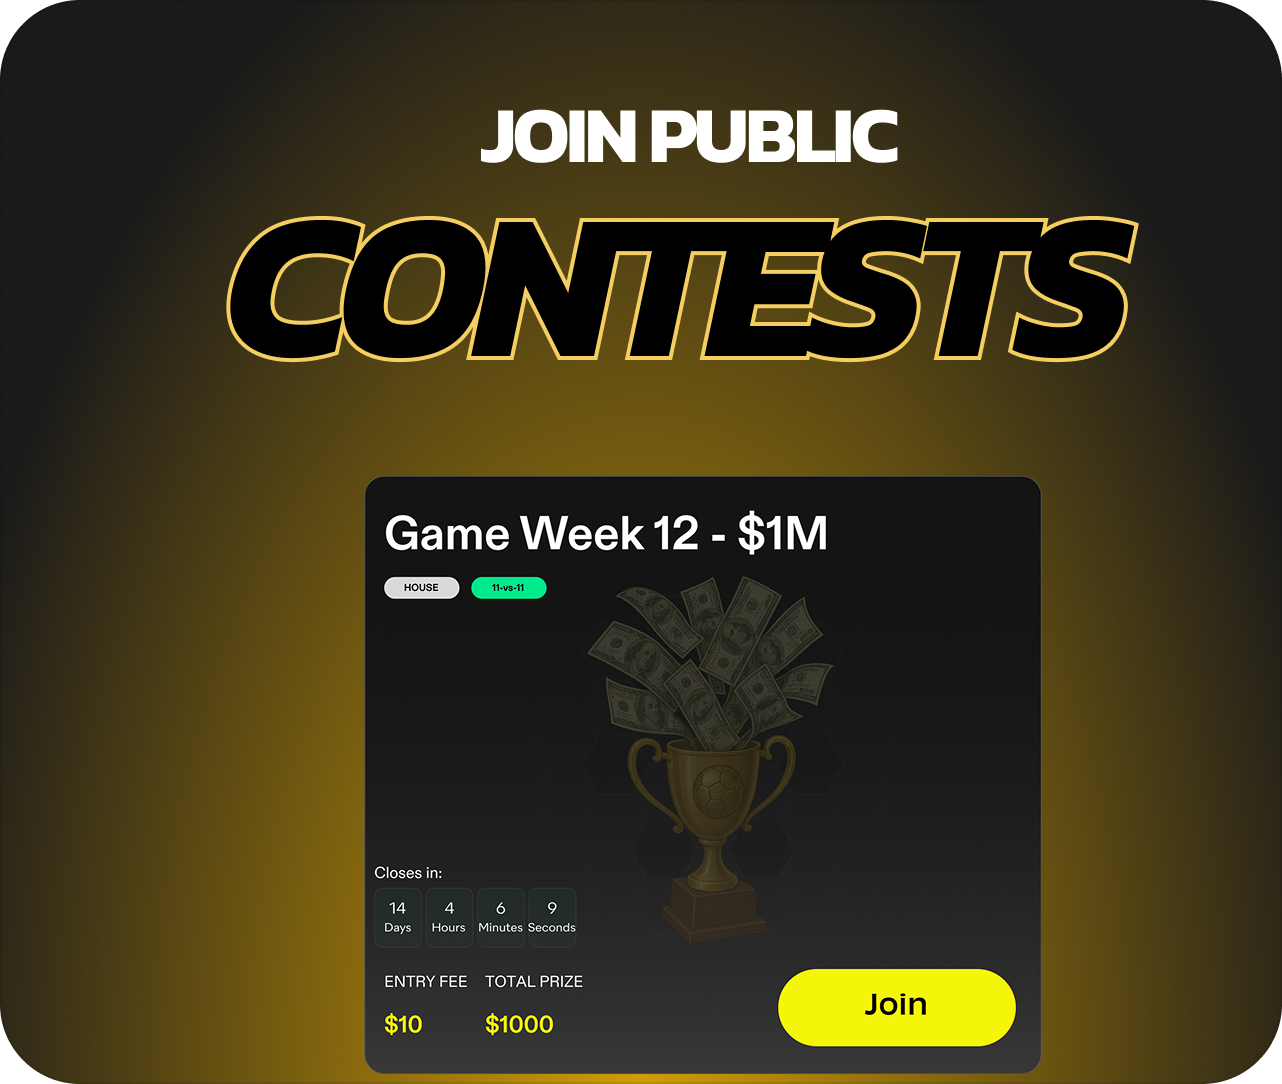 JOIN PUBLIC
CONTESTS
Game Week 12 - $1M
HOUSE 11-vs-11
Closes in:
14 4 6 9
Days Hours Minutes Seconds
ENTRY FEE TOTAL PRIZE
$10 $1000
Join